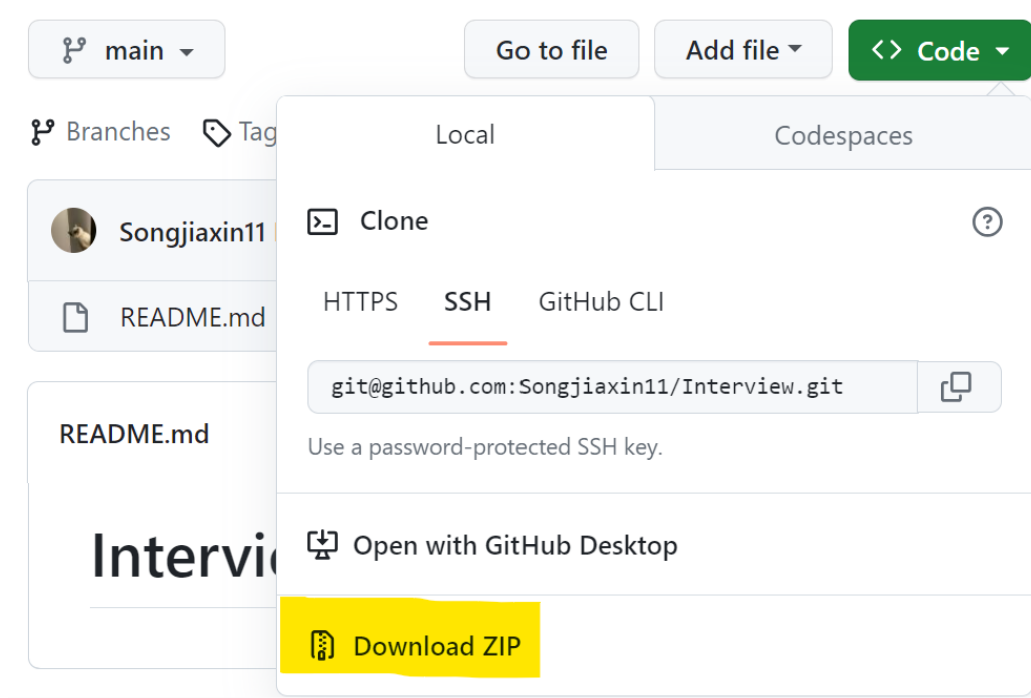 main
Go to file
Add file
Code
Branches
Tag
Local
Codespaces
Songjiaxin11
Clone
README.md
HTTPS
SSH
GitHub CLI
git@github.com:Songjiaxin11/Interview.git
README.md
Use a password-protected SSH key.
Intervie
Open with GitHub Desktop
Download ZIP